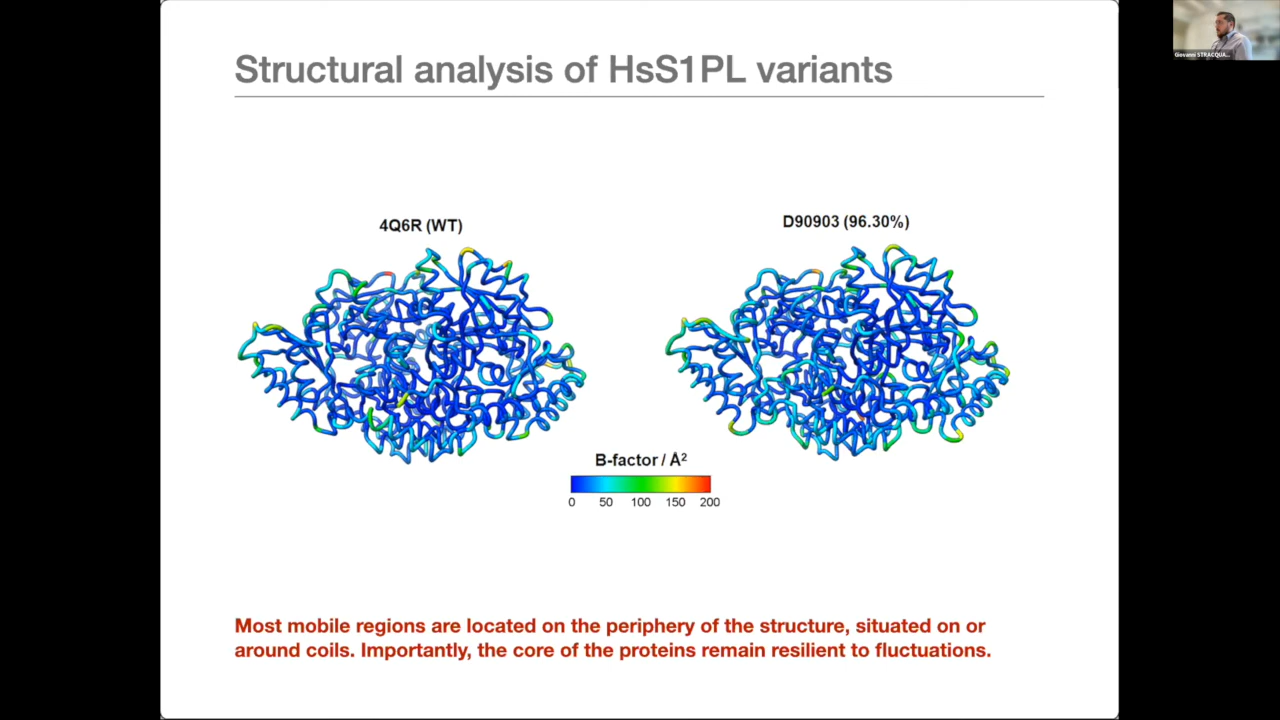 Structural analysis of HsS1PL variants
Giovanni STRACQUA...
4Q6R (WT)
D90903 (96.30%)
B-factor / Å²
0 50 100 150 200
Most mobile regions are located on the periphery of the structure, situated on or
around coils. Importantly, the core of the proteins remain resilient to fluctuations.